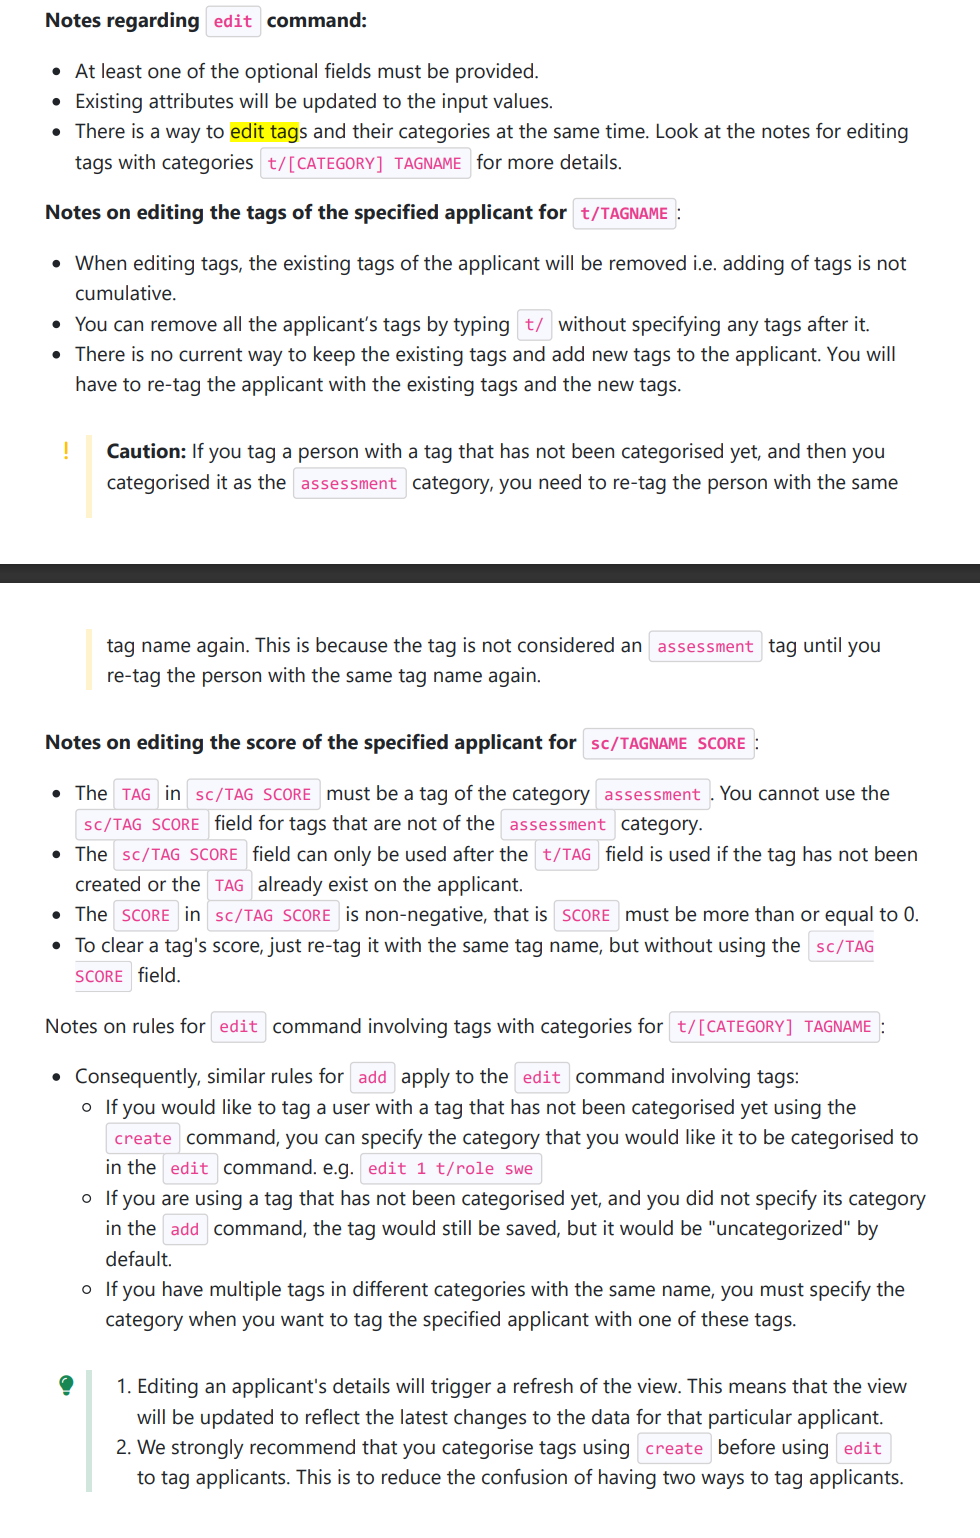 Notes regarding edit command:
At least one of the optional fields must be provided.
Existing attributes will be updated to the input values.
There is a way to edit tags and their categories at the same time. Look at the notes for editing
tags with categories t/[CATEGORY] TAGNAME for more details.
Notes on editing the tags of the specified applicant for t/TAGNAME:
When editing tags, the existing tags of the applicant will be removed i.e. adding of tags is not
cumulative.
You can remove all the applicant’s tags by typing t/ without specifying any tags after it.
There is no current way to keep the existing tags and add new tags to the applicant. You will
have to re-tag the applicant with the existing tags and the new tags.
Caution: If you tag a person with a tag that has not been categorised yet, and then you
categorised it as the assessment category, you need to re-tag the person with the same
tag name again. This is because the tag is not considered an assessment tag until you
re-tag the person with the same tag name again.
Notes on editing the score of the specified applicant for sc/TAGNAME SCORE:
The TAG in sc/TAG SCORE must be a tag of the category assessment. You cannot use the
sc/TAG SCORE field for tags that are not of the assessment category.
The sc/TAG SCORE field can only be used after the t/TAG field is used if the tag has not been
created or the TAG already exist on the applicant.
The SCORE in sc/TAG SCORE is non-negative, that is SCORE must be more than or equal to 0.
To clear a tag's score, just re-tag it with the same tag name, but without using the sc/TAG
SCORE field.
Notes on rules for edit command involving tags with categories for t/[CATEGORY] TAGNAME:
Consequently, similar rules for add apply to the edit command involving tags:
If you would like to tag a user with a tag that has not been categorised yet using the
create command, you can specify the category that you would like it to be categorised to
in the edit command. e.g. edit 1 t/role swe
If you are using a tag that has not been categorised yet, and you did not specify its category
in the add command, the tag would still be saved, but it would be "uncategorized" by
default.
If you have multiple tags in different categories with the same name, you must specify the
category when you want to tag the specified applicant with one of these tags.
1. Editing an applicant's details will trigger a refresh of the view. This means that the view
will be updated to reflect the latest changes to the data for that particular applicant.
2. We strongly recommend that you categorise tags using create before using edit
to tag applicants. This is to reduce the confusion of having two ways to tag applicants.